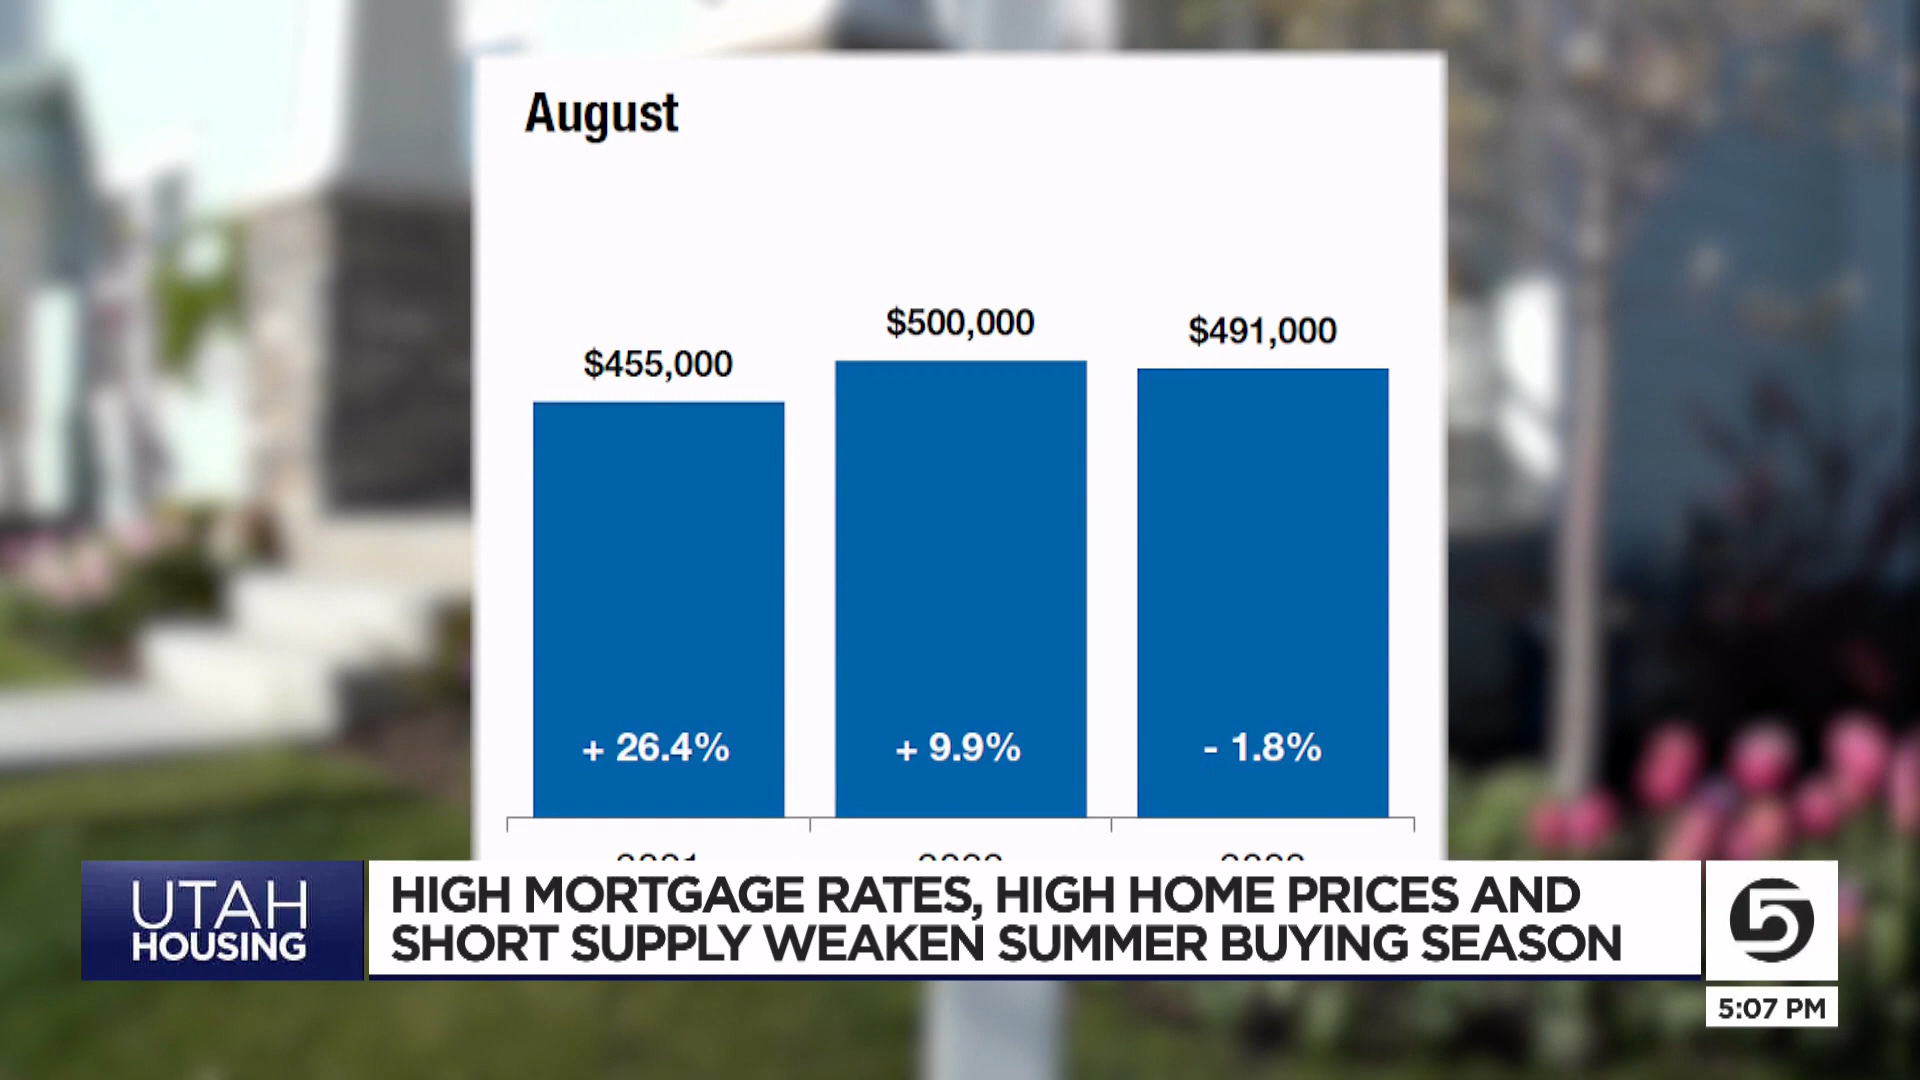 August
$455,000
$500,000
$491,000
+ 26.4%
+ 9.9%
- 1.8%
UTAH
HOUSING
HIGH MORTGAGE RATES, HIGH HOME PRICES AND
SHORT SUPPLY WEAKEN SUMMER BUYING SEASON
5
5:07 PM